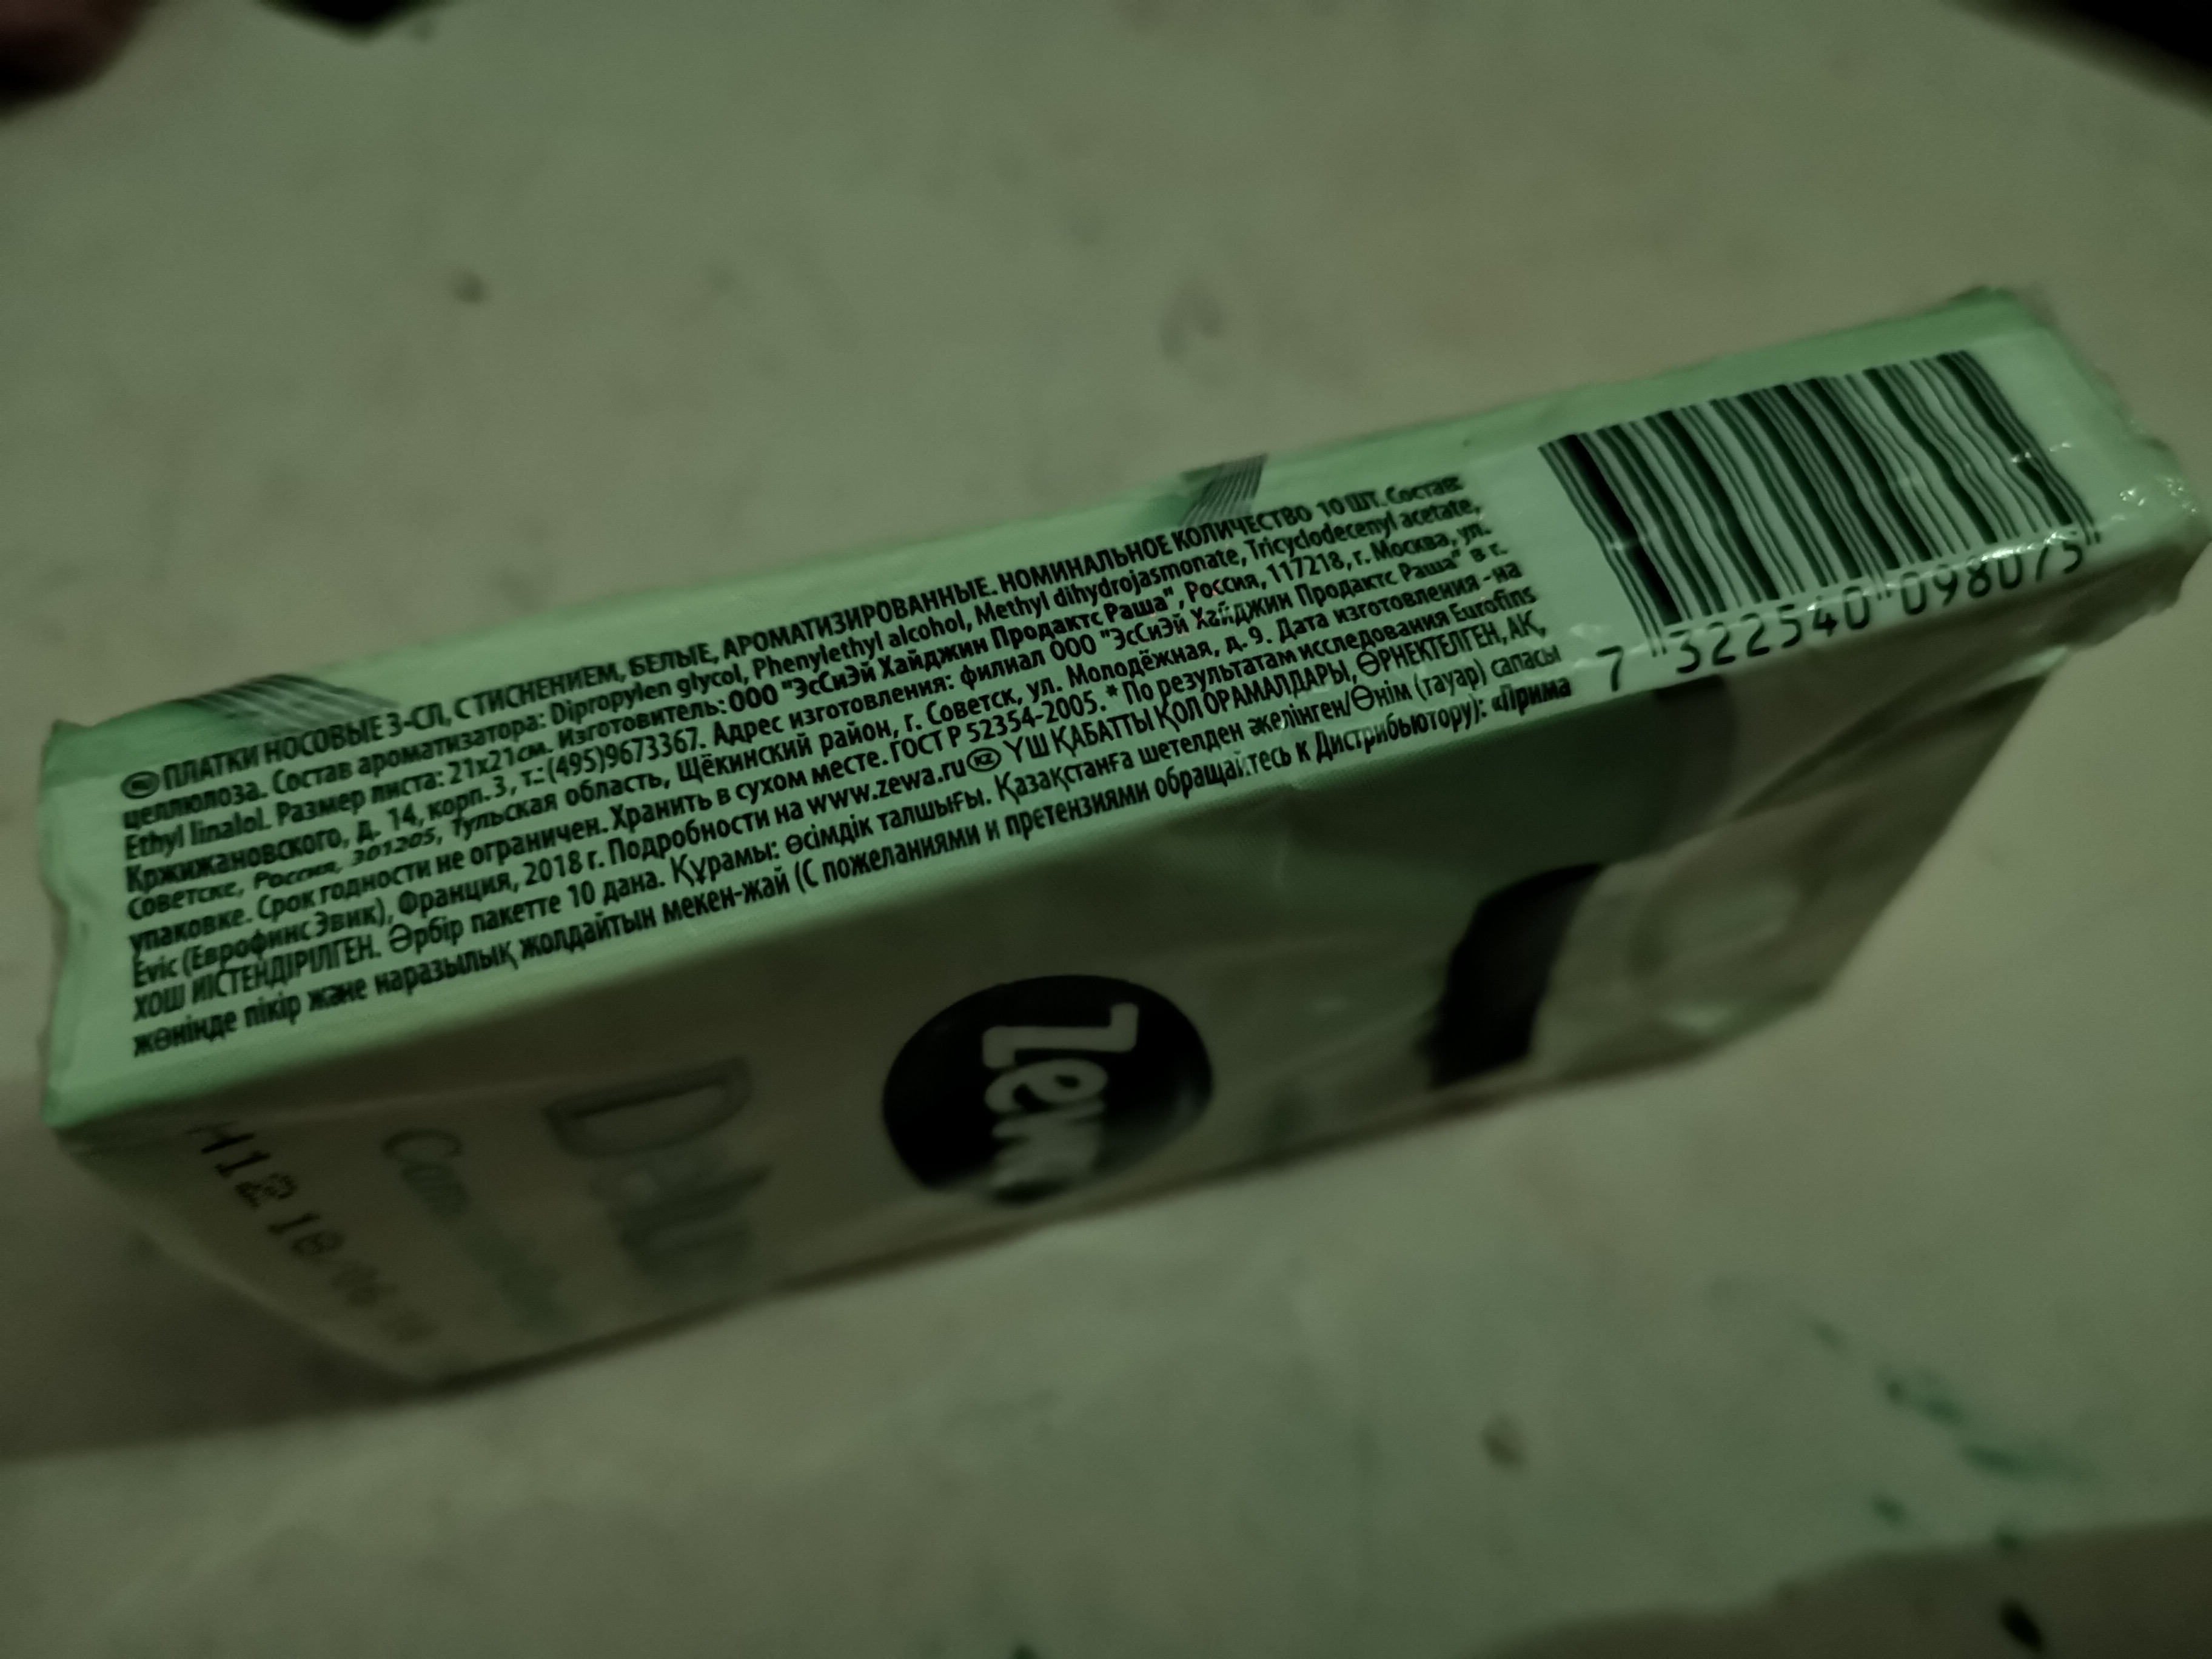 RU ПЛАТКИ НОСОВЫЕ 3-СЛ, С ТИСНЕНИЕМ, БЕЛЫЕ, АРОМАТИЗИРОВАННЫЕ. НОМИНАЛЬНОЕ КОЛИЧЕСТВО 10 ШТ. Состав:
целлюлоза. Состав ароматизатора: Dipropylen glycol, Phenylethyl alcohol, Methyl dihydrojasmonate, Tricyclodecenyl acetate,
Ethyl linalol. Размер листа: 21х21см. Изготовитель: ООО "ЭсСиЭй Хайджин Продактс Раша", Россия, 117218, г. Москва, ул.
Кржижановского, д. 14, корп. 3, т.:(495)9673367. Адрес изготовления: филиал ООО "ЭсСиЭй Хайджин Продактс Раша" в г.
Советске, Россия, 301205, Тульская область, Щёкинский район, г. Советск, ул. Молодёжная, д. 9. Дата изготовления - на
упаковке. Срок годности не ограничен. Хранить в сухом месте. ГОСТ Р 52354-2005. * По результатам исследования Eurofins
Evic (Еврофинс Эвик), Франция, 2018 г. Подробности на www.zewa.ru KZ ҮШ ҚАБАТТЫ ҚОЛ ОРАМАЛДАРЫ, ӨРНЕКТЕЛГЕН, АҚ,
ХОШ ИІСТЕНДІРІЛГЕН. Әрбір пакетте 10 дана. Құрамы: өсімдік талшығы. Қазақстанға шетелден әкелінген/Өнім (тауар) сапасы
жөнінде пікір және наразылық жолдайтын мекен-жай (С пожеланиями и претензиями обращайтесь к Дистрибьютору): «Прима
7 322540 098075
Zewa
H12 18